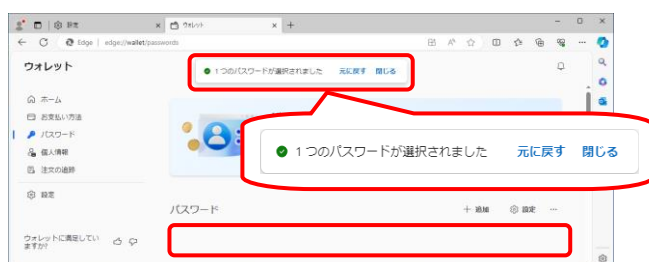 設定
ウォレット
Edge | edge://wallet/passwords
ウォレット
1つのパスワードが選択されました 元に戻す 閉じる
ホーム
お支払い方法
パスワード
個人情報
注文の追跡
設定
1つのパスワードが選択されました 元に戻す 閉じる
パスワード
追加 設定
ウォレットに満足してい
ますか?